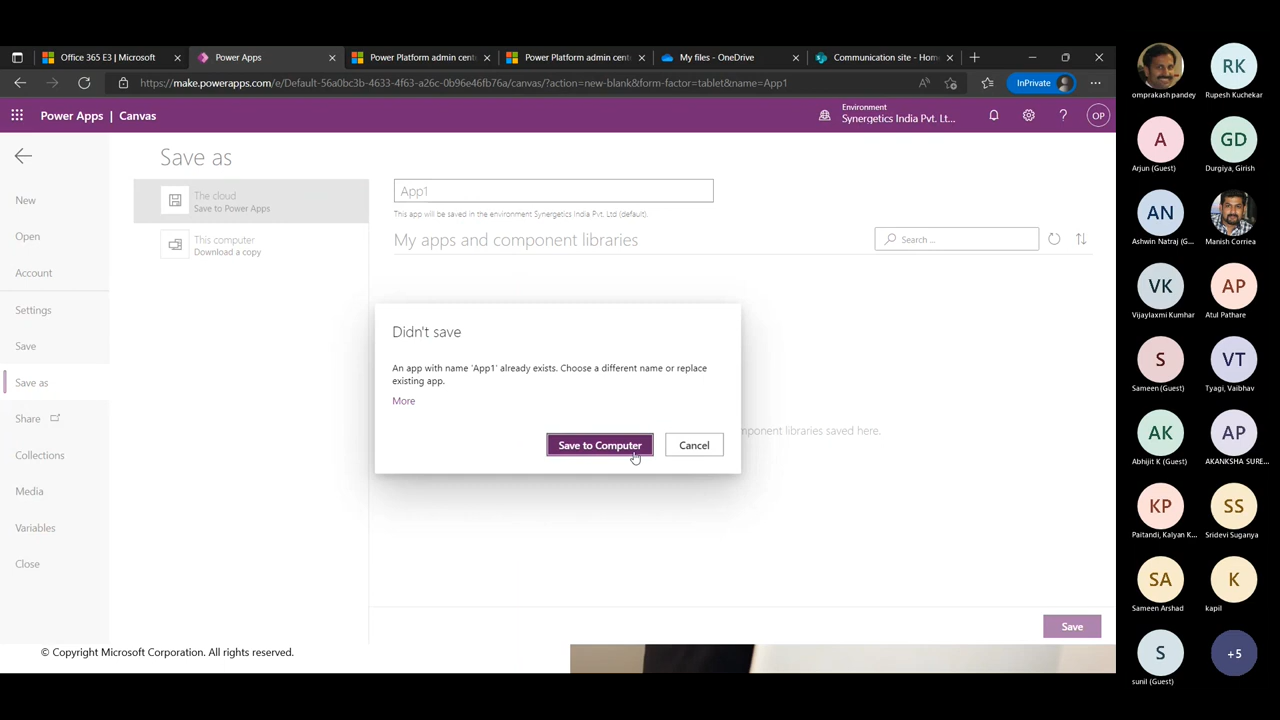 Office 365 E3 | Microsoft
Power Apps
Power Platform admin cente
Power Platform admin cente
My files - OneDrive
Communication site - Hom
https://make.powerapps.com/e/Default-56a0bc3b-4633-4f63-a26c-0b96e46fb76a/canvas/?action=new-blank&form-factor=tablet&name=App1
InPrivate
Power Apps | Canvas
Environment
Synergetics India Pvt. Lt...
OP
Save as
New
Open
Account
Settings
Save
Save as
Share
Collections
Media
Variables
Close
The cloud
Save to Power Apps
This computer
Download a copy
App1
This app will be saved in the environment Synergetics India Pvt. Ltd (default).
My apps and component libraries
Search ...
Didn't save
An app with name 'App1' already exists. Choose a different name or replace
existing app.
More
Save to Computer
Cancel
mponent libraries saved here.
Save
© Copyright Microsoft Corporation. All rights reserved.
omprakash pandey
RK
Rupesh Kuchekar
A
Arjun (Guest)
GD
Durgiya, Girish
AN
Ashwin Natraj (G...
Manish Corriea
VK
Vijaylaxmi Kumhar
AP
Atul Pathare
S
Sameen (Guest)
VT
Tyagi, Vaibhav
AK
Abhijit K (Guest)
AP
AKANKSHA SURE...
KP
Paitandi, Kalyan K...
SS
Sridevi Suganya
SA
Sameen Arshad
K
kapil
S
sunil (Guest)
+5